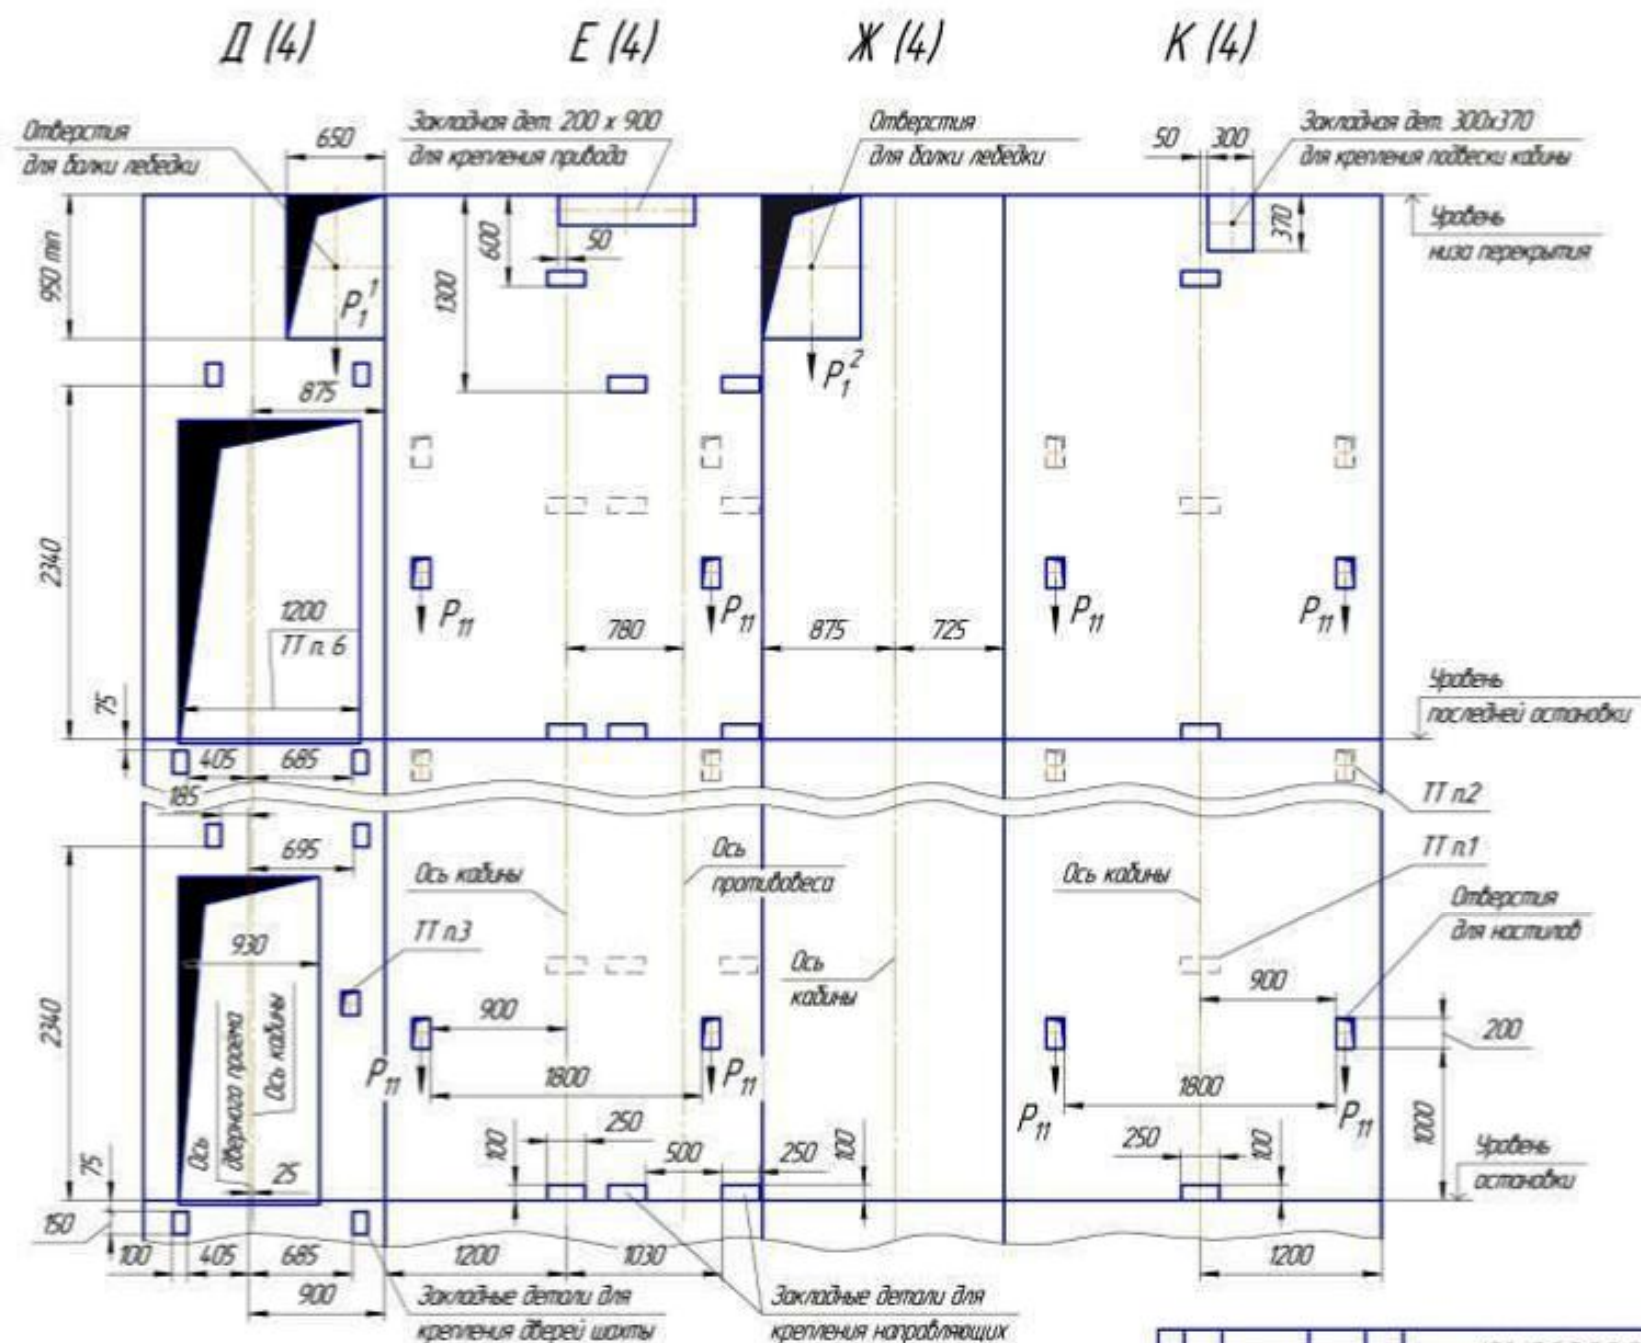 Д (4)
Е (4)
Ж (4)
К (4)
Отверстия
для балки лебедки
650
Закладная дет. 200 x 900
для крепления привода
Отверстия
для балки лебедки
50
300
Закладная дет. 300x370
для крепления подвески кабины
950 min
P₁¹
600
50
1300
P₁²
370
Уровень
низа перекрытия
875
2340
1200
ТТ п. 6
P₁₁
P₁₁
P₁₁
P₁₁
780
875
725
75
Уровень
последней остановки
405
685
185
ТТ п.2
695
Ось кабины
Ось
противовеса
Ось кабины
ТТ п.1
Отверстия
для настилов
930
ТТ п.3
Ось
кабины
900
900
200
2340
Ось
дверного проема
Ось кабины
P₁₁
1800
P₁₁
1800
P₁₁
P₁₁
1000
25
100
250
500
250
100
250
100
Уровень
остановки
75
150
100
405
685
1200
1030
1200
900
Закладные детали для
крепления дверей шахты
Закладные детали для
крепления направляющих